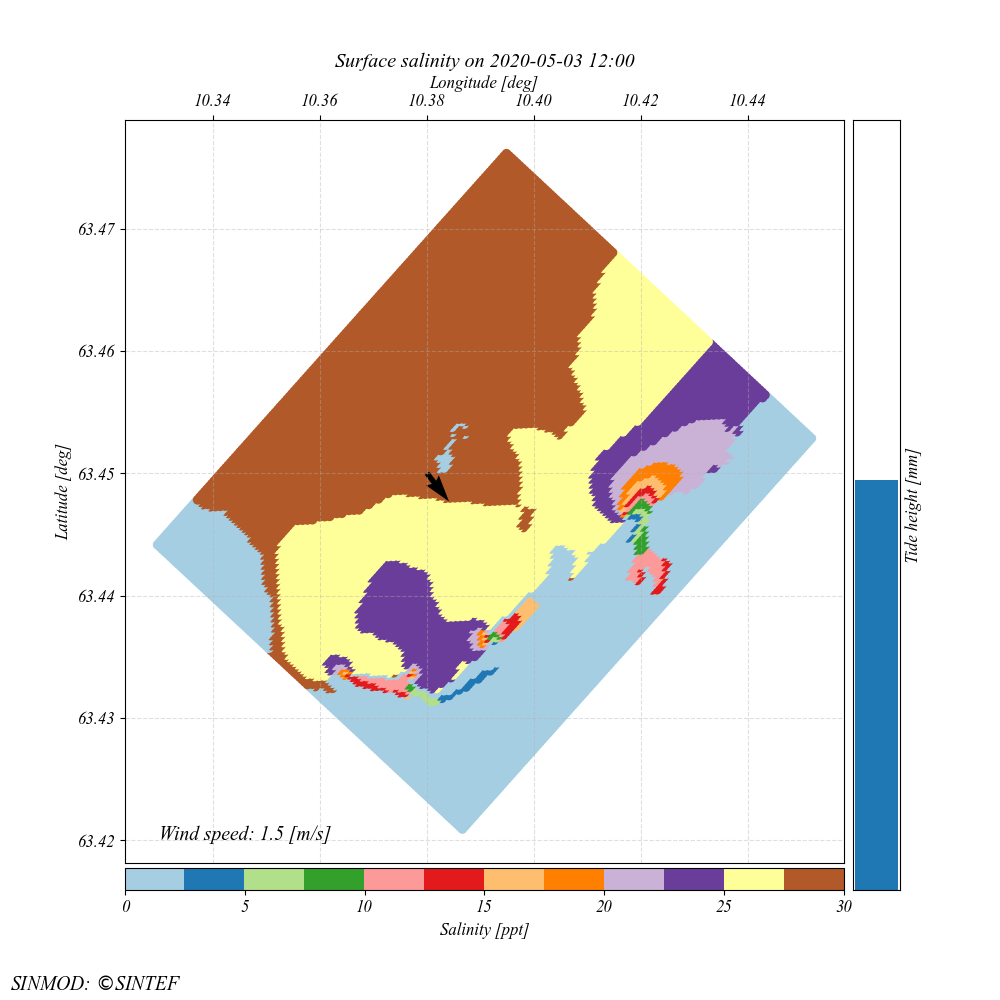 Surface salinity on 2020-05-03 12:00
Longitude [deg]
10.34 10.36 10.38 10.40 10.42 10.44
63.47
63.46
63.45
63.44
63.43
63.42
Latitude [deg]
Tide height [mm]
Wind speed: 1.5 [m/s]
0 5 10 15 20 25 30
Salinity [ppt]
SINMOD: ©SINTEF